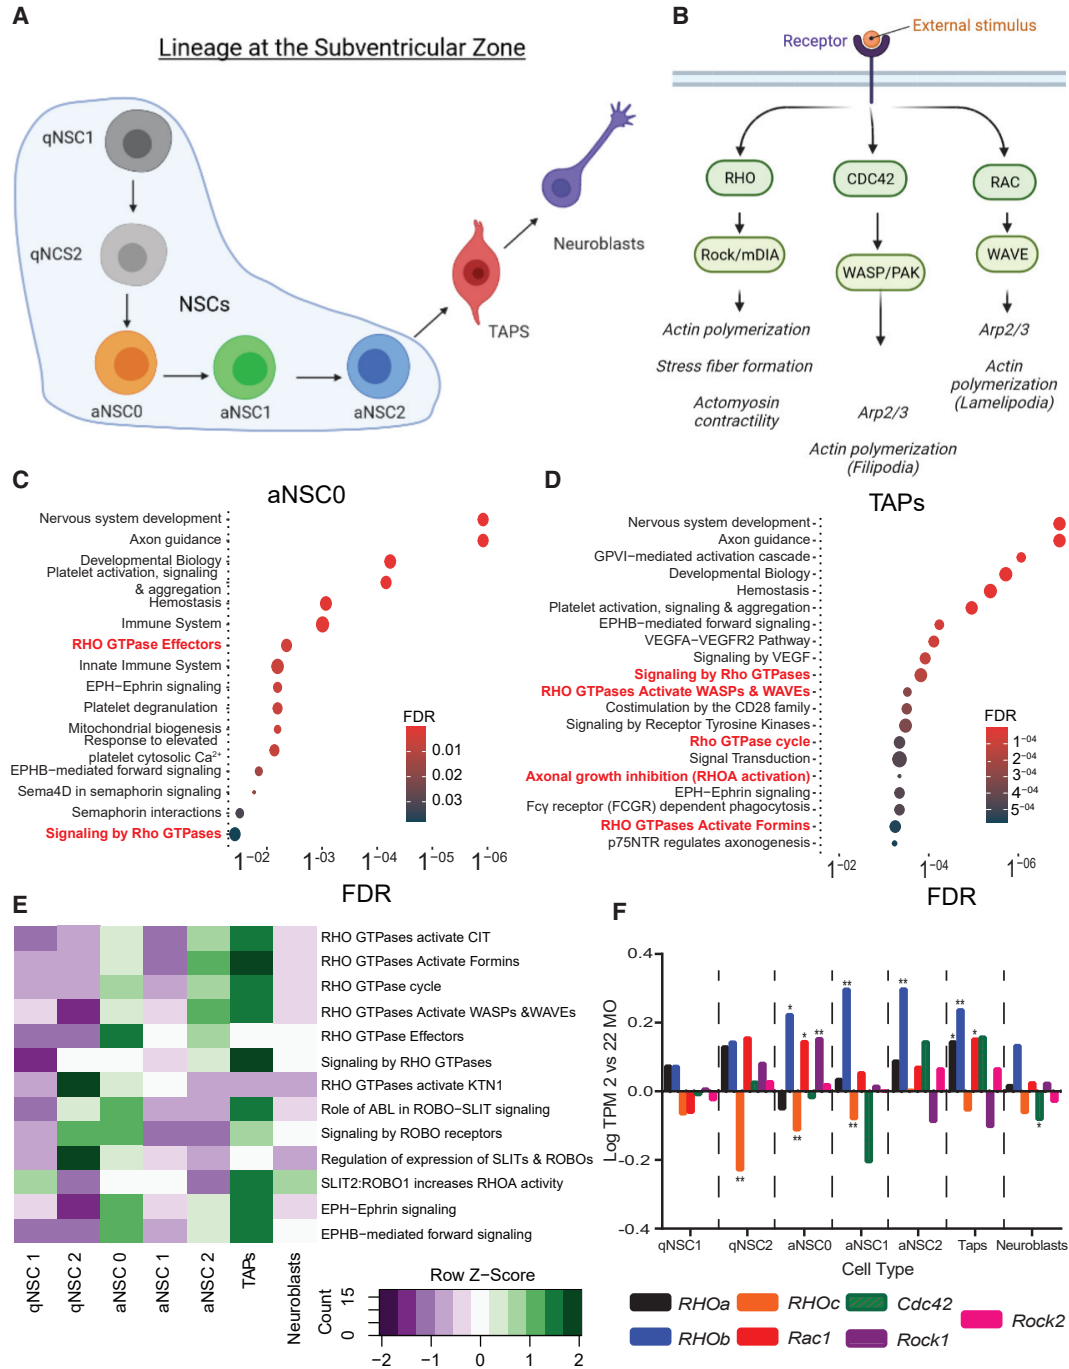 A
Lineage at the Subventricular Zone
qNSC1
qNCS2
NSCs
aNSC0
aNSC1
aNSC2
TAPS
Neuroblasts
B
External stimulus
Receptor
RHO
CDC42
RAC
Rock/mDIA
WASP/PAK
WAVE
Actin polymerization
Stress fiber formation
Actomyosin
contractility
Arp2/3
Actin polymerization
(Filipodia)
Arp2/3
Actin
polymerization
(Lamelipodia)
C
aNSC0
Nervous system development
Axon guidance
Developmental Biology
Platelet activation, signaling
& aggregation
Hemostasis
Immune System
RHO GTPase Effectors
Innate Immune System
EPH−Ephrin signaling
Platelet degranulation
Mitochondrial biogenesis
Response to elevated
platelet cytosolic Ca²⁺
EPHB−mediated forward signaling
Sema4D in semaphorin signaling
Semaphorin interactions
Signaling by Rho GTPases
FDR
0.01
0.02
0.03
1⁻⁰² 1⁻⁰³ 1⁻⁰⁴ 1⁻⁰⁵ 1⁻⁰⁶
FDR
D
TAPs
Nervous system development
Axon guidance
GPVI−mediated activation cascade
Developmental Biology
Hemostasis
Platelet activation, signaling & aggregation
EPHB−mediated forward signaling
VEGFA−VEGFR2 Pathway
Signaling by VEGF
Signaling by Rho GTPases
RHO GTPases Activate WASPs & WAVEs
Costimulation by the CD28 family
Signaling by Receptor Tyrosine Kinases
Rho GTPase cycle
Signal Transduction
Axonal growth inhibition (RHOA activation)
EPH−Ephrin signaling
Fcγ receptor (FCGR) dependent phagocytosis
RHO GTPases Activate Formins
p75NTR regulates axonogenesis
FDR
1⁻⁰⁴
2⁻⁰⁴
3⁻⁰⁴
4⁻⁰⁴
5⁻⁰⁴
1⁻⁰² 1⁻⁰⁴ 1⁻⁰⁶
FDR
E
RHO GTPases activate CIT
RHO GTPases Activate Formins
RHO GTPase cycle
RHO GTPases Activate WASPs &WAVEs
RHO GTPase Effectors
Signaling by RHO GTPases
RHO GTPases activate KTN1
Role of ABL in ROBO−SLIT signaling
Signaling by ROBO receptors
Regulation of expression of SLITs & ROBOs
SLIT2:ROBO1 increases RHOA activity
EPH−Ephrin signaling
EPHB−mediated forward signaling
qNSC 1
qNSC 2
aNSC 0
aNSC 1
aNSC 2
TAPs
Neuroblasts
Row Z−Score
Count
15
0
−2 −1 0 1 2
F
Log TPM 2 vs 22 MO
0.4
0.2
0.0
-0.2
-0.4
** * ** * ** ** ** ** * ** * *
qNSC1 qNSC2 aNSC0 aNSC1 aNSC2 Taps Neuroblasts
Cell Type
RHOa RHOc Cdc42 Rock2
RHOb Rac1 Rock1